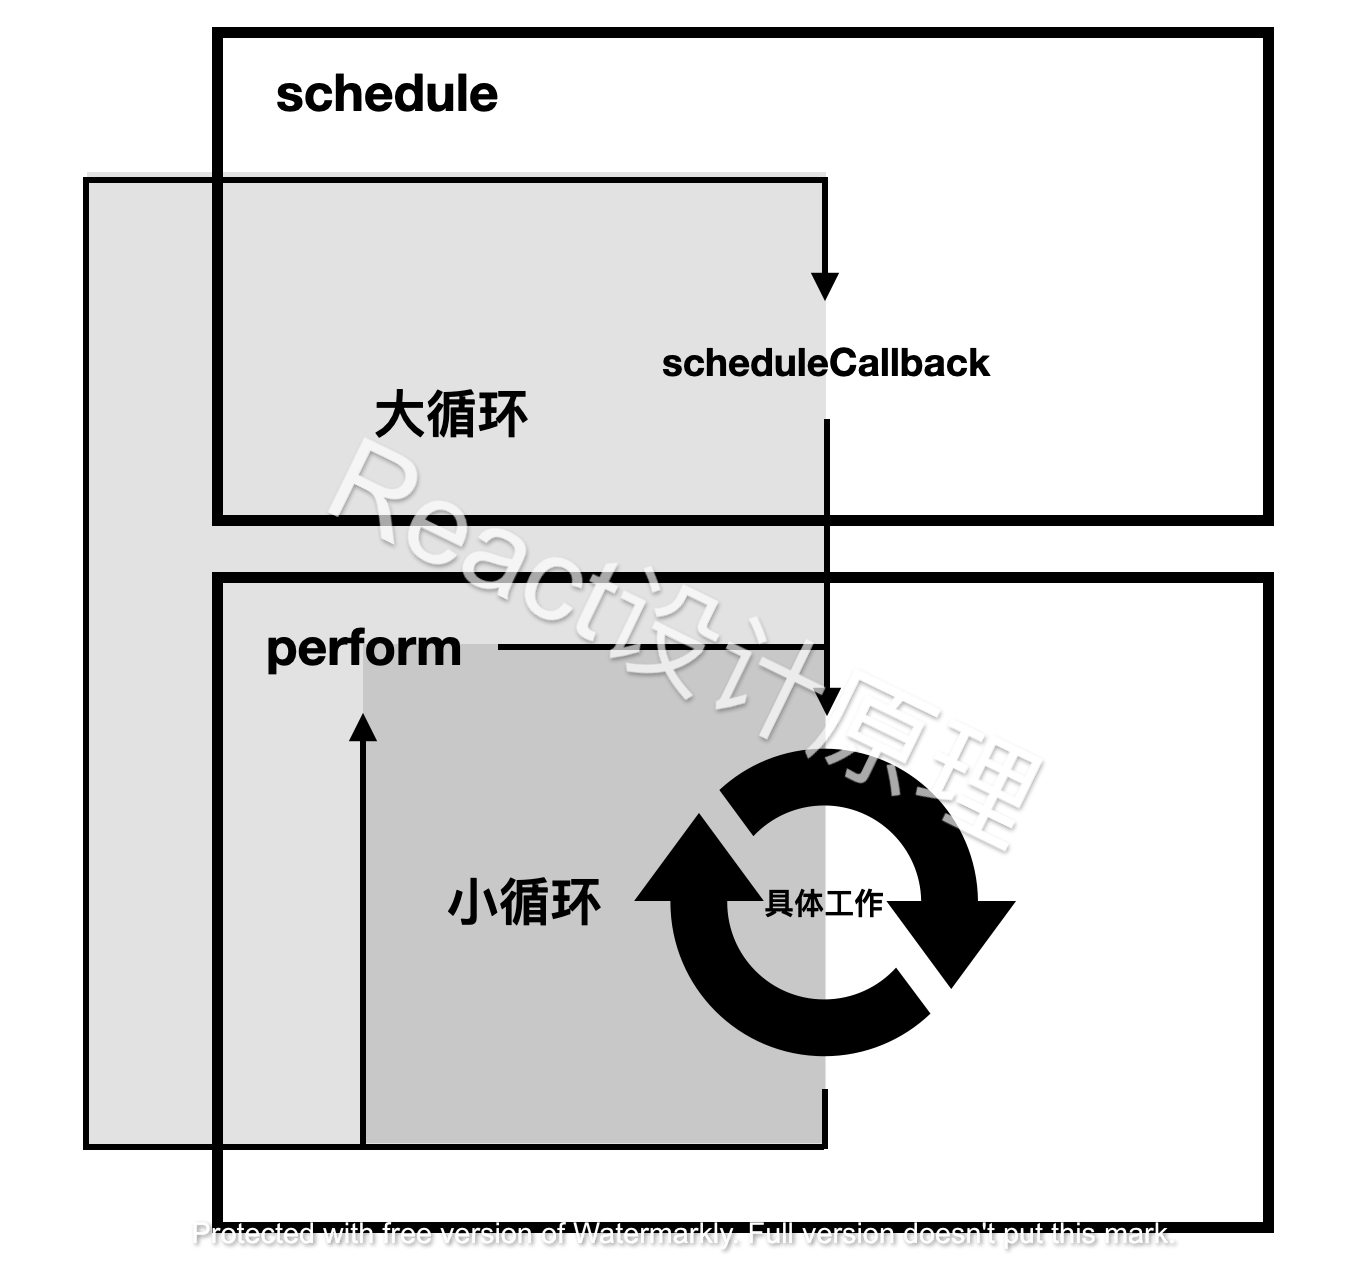 schedule
scheduleCallback
大循环
React设计原理
perform
小循环
具体工作
Protected with free version of Watermarkly. Full version doesn't put this mark.